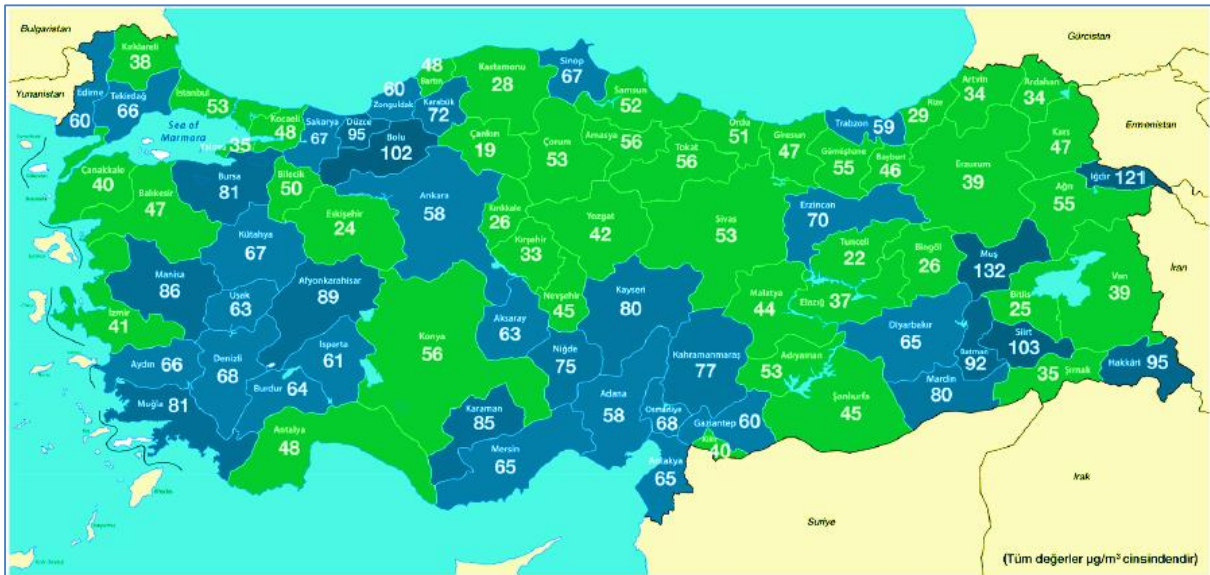 Bulgaristan
Yunanistan
Gürcistan
Ermenistan
İran
Irak
Suriye
Sea of
Marmara
Kırklareli
38
Edirne
60
Tekirdağ
66
İstanbul
53
Kocaeli
48
Yalova
35
Sakarya
67
Düzce
95
Bolu
102
Zonguldak
60
Bartın
48
Karabük
72
Kastamonu
28
Sinop
67
Samsun
52
Çankırı
19
Çorum
53
Amasya
56
Tokat
56
Ordu
51
Giresun
47
Trabzon
59
Gümüşhane
55
Bayburt
46
Rize
29
Artvin
34
Ardahan
34
Kars
47
Iğdır
121
Ağrı
55
Erzurum
39
Erzincan
70
Çanakkale
40
Balıkesir
47
Bursa
81
Bilecik
50
Eskişehir
24
Ankara
58
Kırıkkale
26
Kırşehir
33
Yozgat
42
Sivas
53
Tunceli
22
Bingöl
26
Muş
132
Bitlis
25
Van
39
Kütahya
67
Manisa
86
Uşak
63
Afyonkarahisar
89
İzmir
41
Aydın
66
Denizli
68
Muğla
81
Burdur
64
Isparta
61
Antalya
48
Konya
56
Aksaray
63
Nevşehir
45
Niğde
75
Kayseri
80
Karaman
85
Mersin
65
Adana
58
Osmaniye
68
Kahramanmaraş
77
Gaziantep
60
Kilis
40
Antakya
65
Malatya
44
Elazığ
37
Adıyaman
53
Şanlıurfa
45
Diyarbakır
65
Batman
92
Mardin
80
Siirt
103
Şırnak
35
Hakkâri
95
(Tüm değerler µg/m³ cinsindendir)